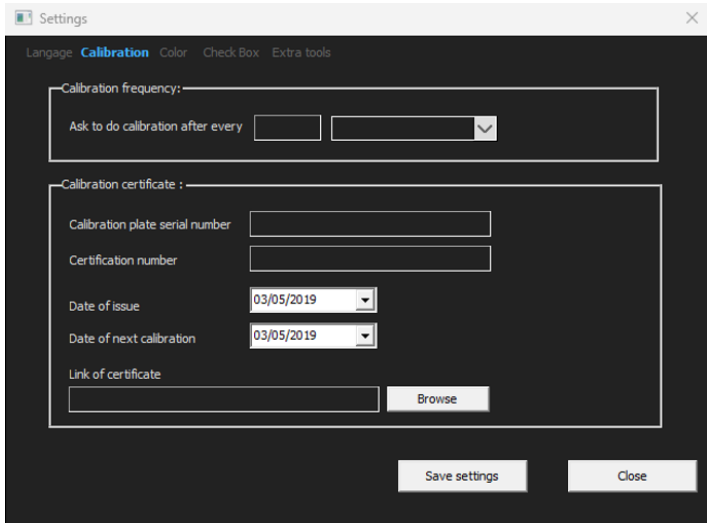 Settings
Langage Calibration Color Check Box Extra tools
Calibration frequency:
Ask to do calibration after every
Calibration certificate :
Calibration plate serial number
Certification number
Date of issue 03/05/2019
Date of next calibration 03/05/2019
Link of certificate
Browse
Save settings Close